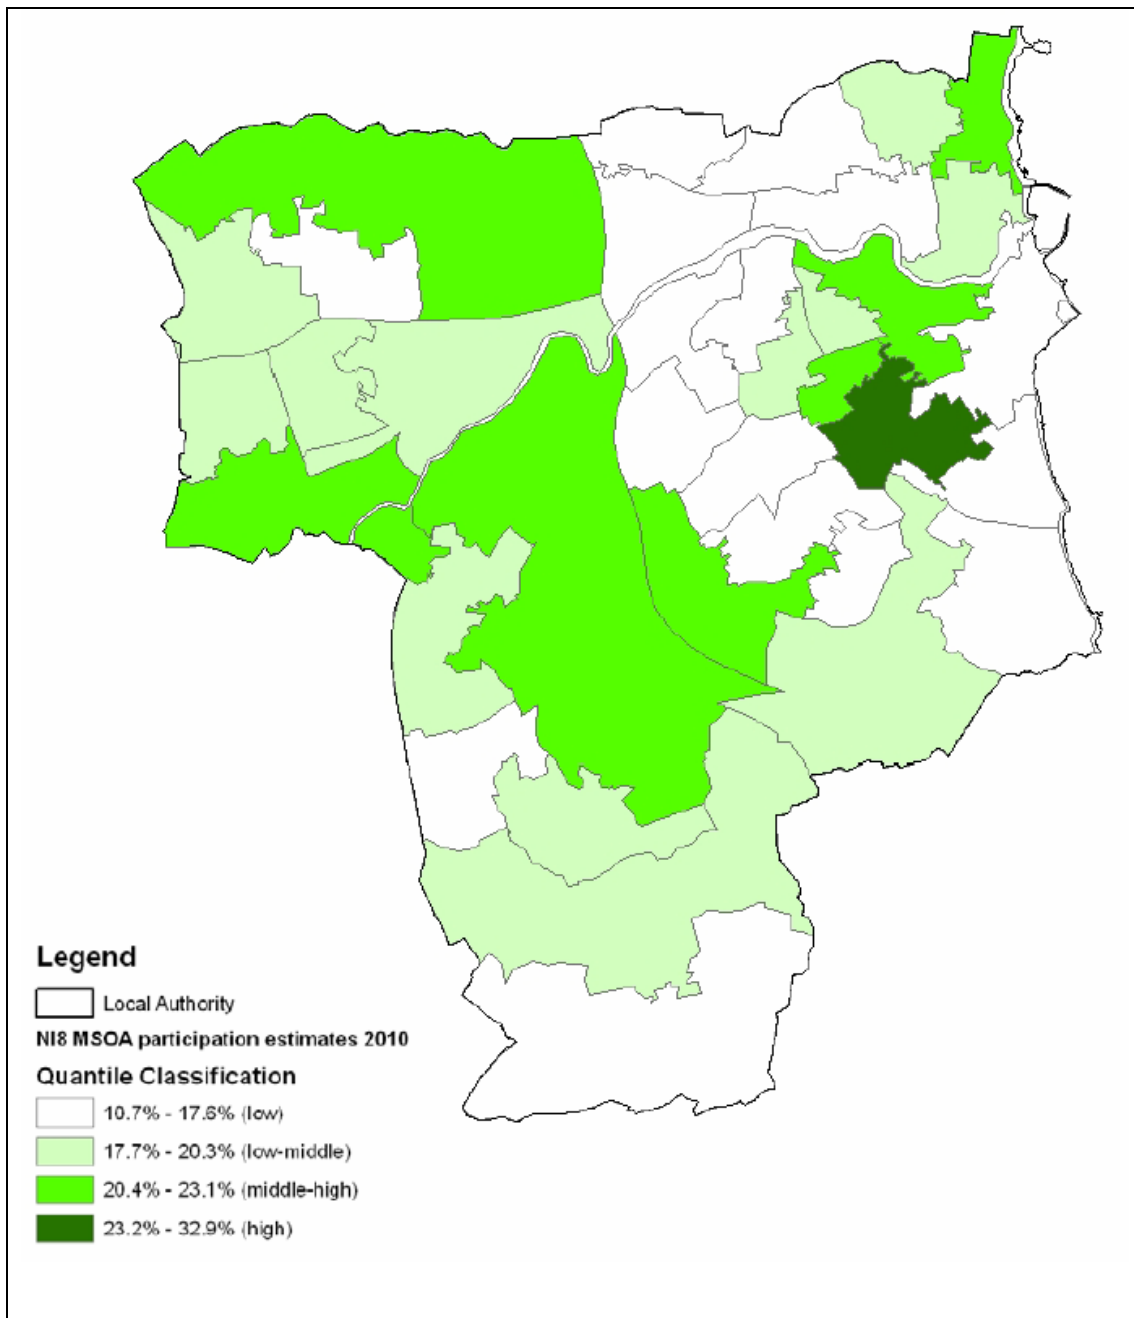 Legend
Local Authority
NI8 MSOA participation estimates 2010
Quantile Classification
10.7% - 17.6% (low)
17.7% - 20.3% (low-middle)
20.4% - 23.1% (middle-high)
23.2% - 32.9% (high)